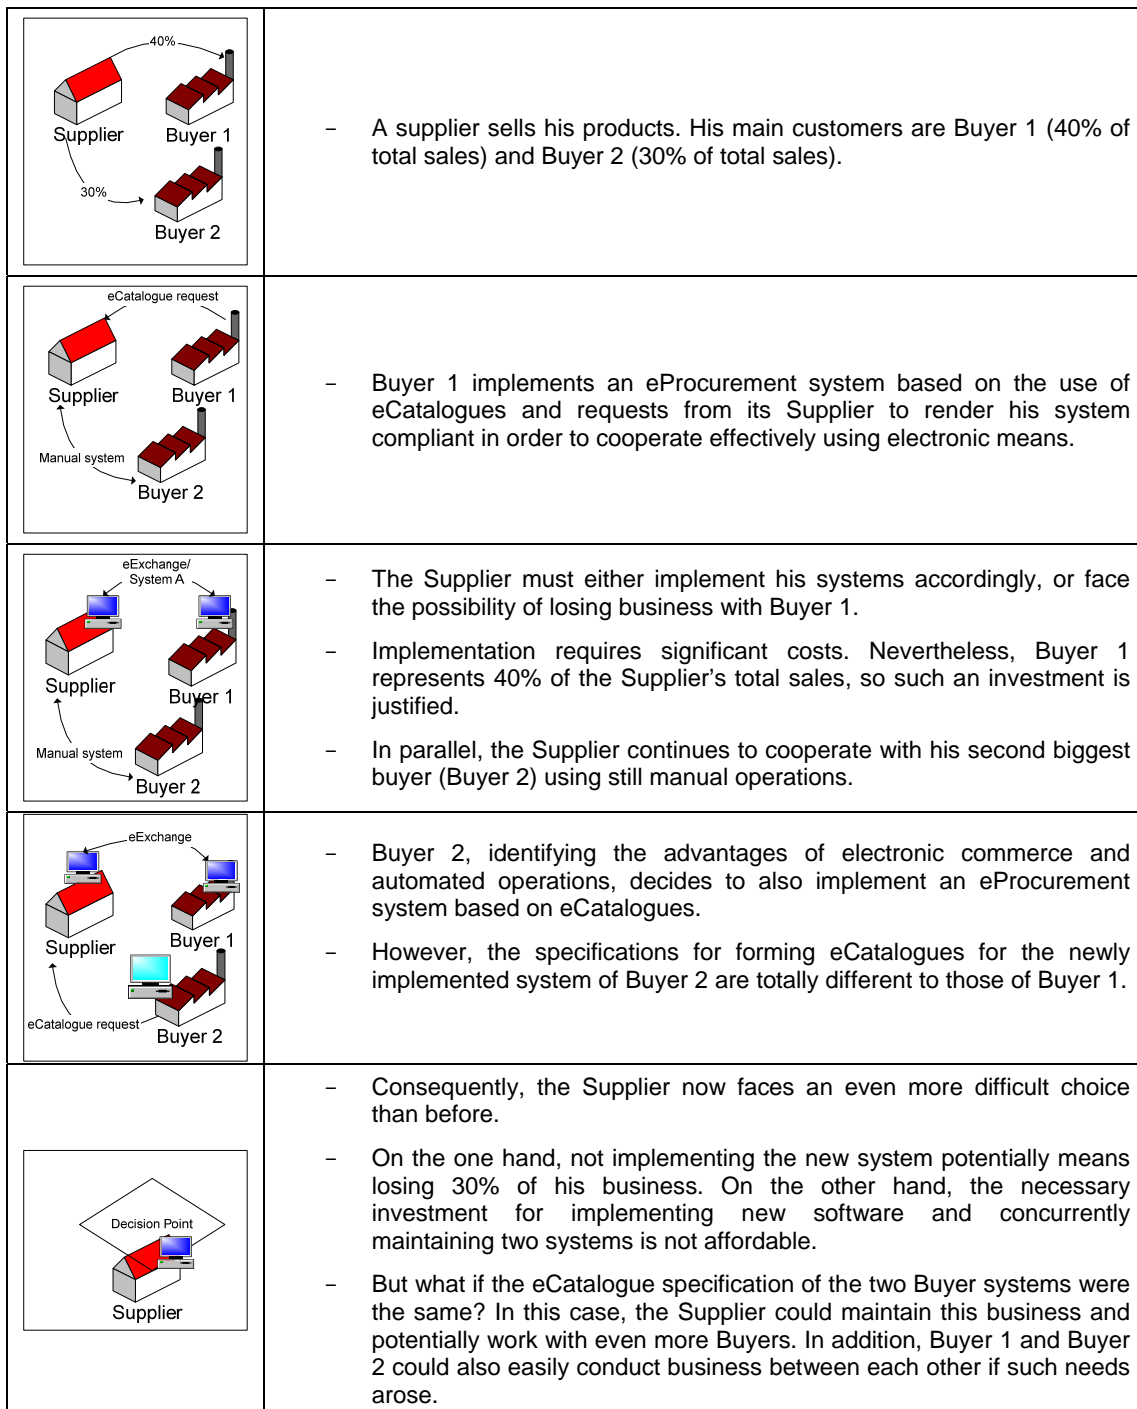 40%
Supplier
Buyer 1
30%
Buyer 2
– A supplier sells his products. His main customers are Buyer 1 (40% of
total sales) and Buyer 2 (30% of total sales).
eCatalogue request
Supplier
Buyer 1
Manual system
Buyer 2
– Buyer 1 implements an eProcurement system based on the use of
eCatalogues and requests from its Supplier to render his system
compliant in order to cooperate effectively using electronic means.
eExchange/
System A
Supplier
Buyer 1
Manual system
Buyer 2
– The Supplier must either implement his systems accordingly, or face
the possibility of losing business with Buyer 1.
– Implementation requires significant costs. Nevertheless, Buyer 1
represents 40% of the Supplier's total sales, so such an investment is
justified.
– In parallel, the Supplier continues to cooperate with his second biggest
buyer (Buyer 2) using still manual operations.
eExchange
Supplier
Buyer 1
eCatalogue request
Buyer 2
– Buyer 2, identifying the advantages of electronic commerce and
automated operations, decides to also implement an eProcurement
system based on eCatalogues.
– However, the specifications for forming eCatalogues for the newly
implemented system of Buyer 2 are totally different to those of Buyer 1.
Decision Point
Supplier
– Consequently, the Supplier now faces an even more difficult choice
than before.
– On the one hand, not implementing the new system potentially means
losing 30% of his business. On the other hand, the necessary
investment for implementing new software and concurrently
maintaining two systems is not affordable.
– But what if the eCatalogue specification of the two Buyer systems were
the same? In this case, the Supplier could maintain this business and
potentially work with even more Buyers. In addition, Buyer 1 and Buyer
2 could also easily conduct business between each other if such needs
arose.